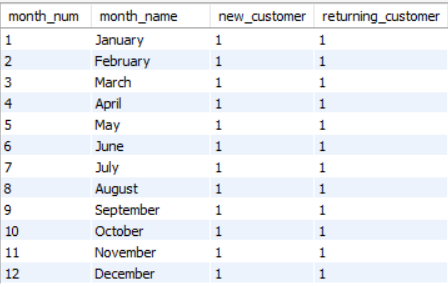 month_num month_name new_customer returning_customer
1 January 1 1
2 February 1 1
3 March 1 1
4 April 1 1
5 May 1 1
6 June 1 1
7 July 1 1
8 August 1 1
9 September 1 1
10 October 1 1
11 November 1 1
12 December 1 1